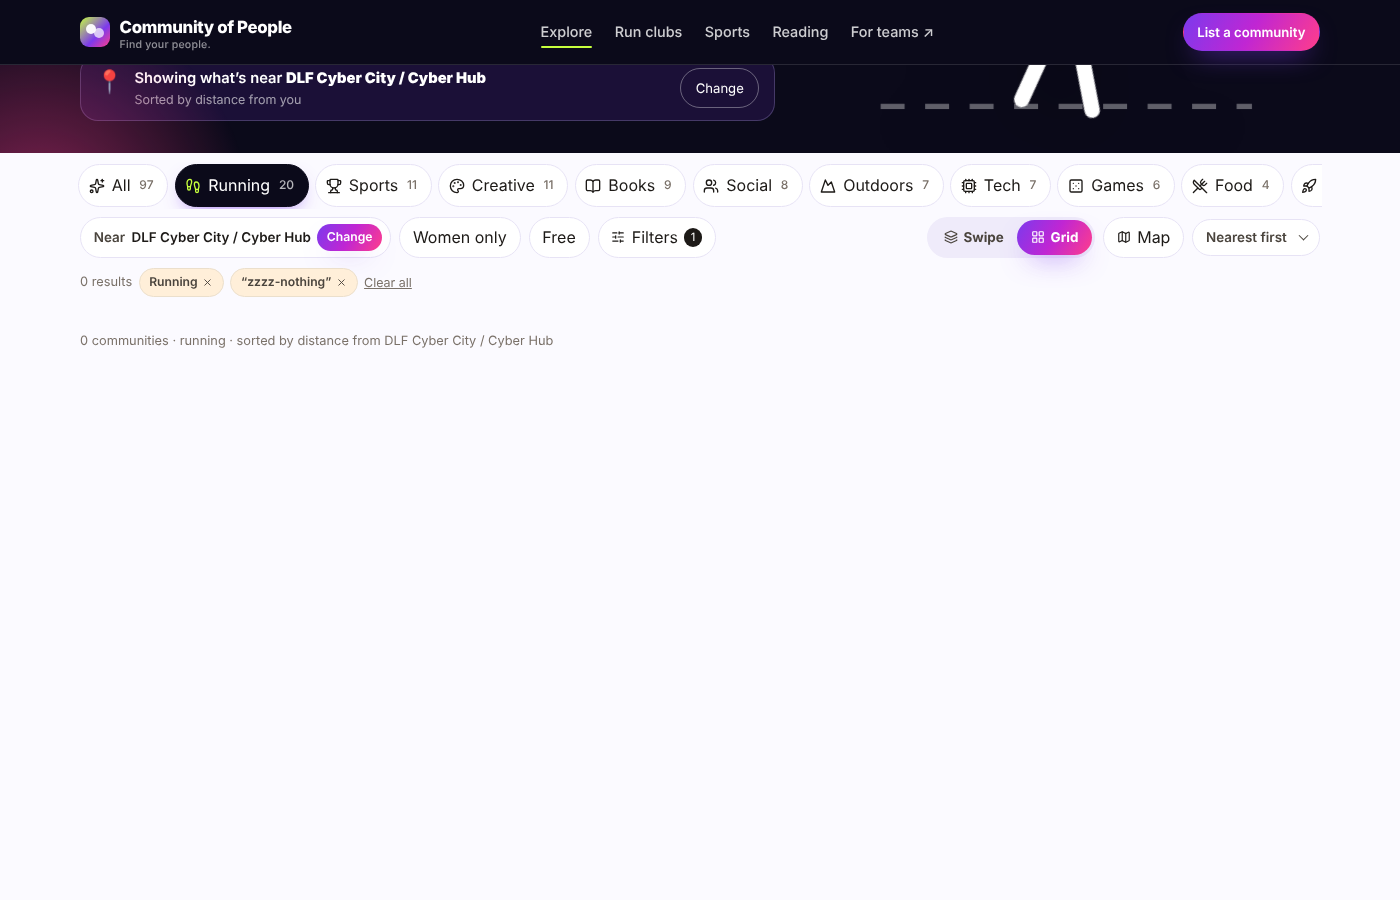 Community of People
Find your people.
Explore
Run clubs
Sports
Reading
For teams ↗
List a community
Showing what’s near DLF Cyber City / Cyber Hub
Sorted by distance from you
Change
All 97
Running 20
Sports 11
Creative 11
Books 9
Social 8
Outdoors 7
Tech 7
Games 6
Food 4
Near DLF Cyber City / Cyber Hub Change
Women only
Free
Filters 1
Swipe
Grid
Map
Nearest first
0 results
Running ×
“zzzz-nothing” ×
Clear all
0 communities · running · sorted by distance from DLF Cyber City / Cyber Hub